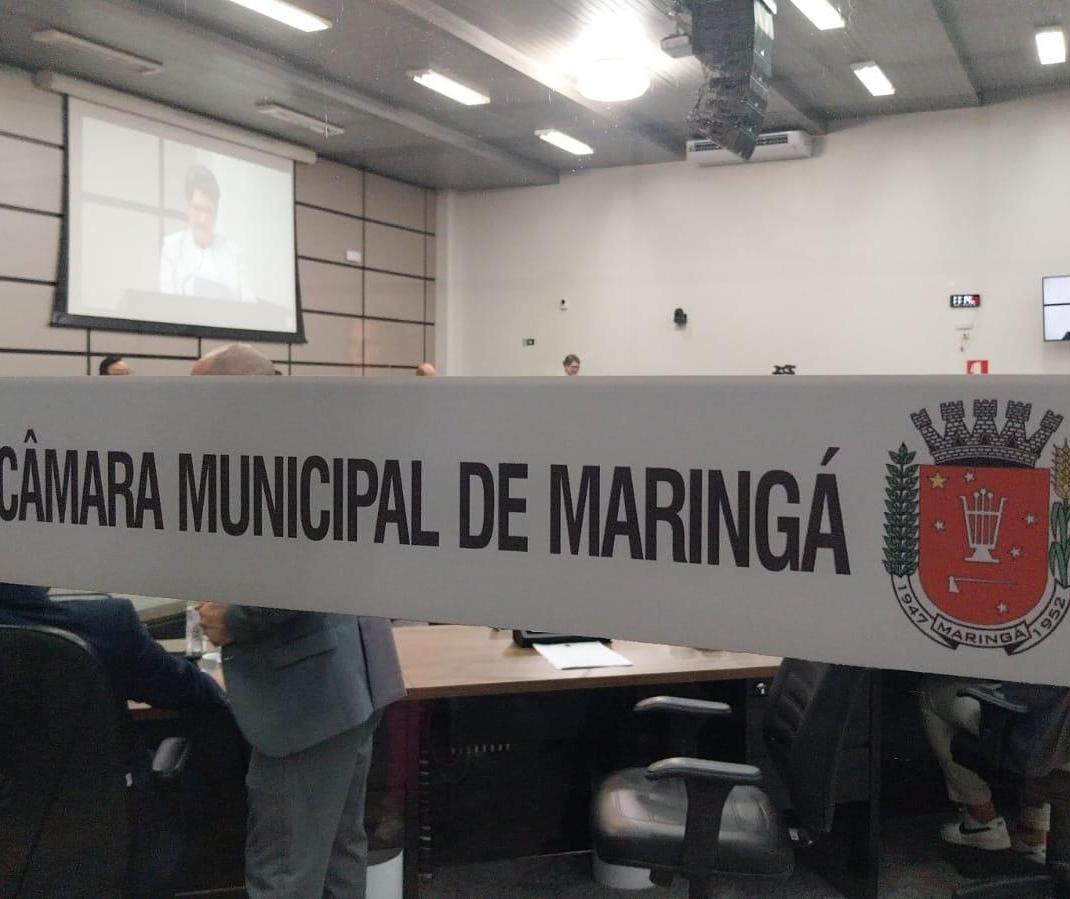 CÂMARA MUNICIPAL DE MARINGÁ
1947 MARINGÁ 1952